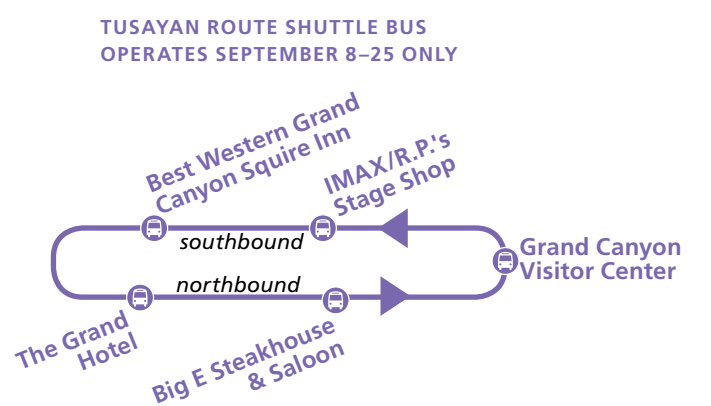 TUSAYAN ROUTE SHUTTLE BUS
OPERATES SEPTEMBER 8–25 ONLY
Best Western Grand
Canyon Squire Inn
IMAX/R.P.'s
Stage Shop
southbound
Grand Canyon
Visitor Center
northbound
The Grand
Hotel
Big E Steakhouse
& Saloon